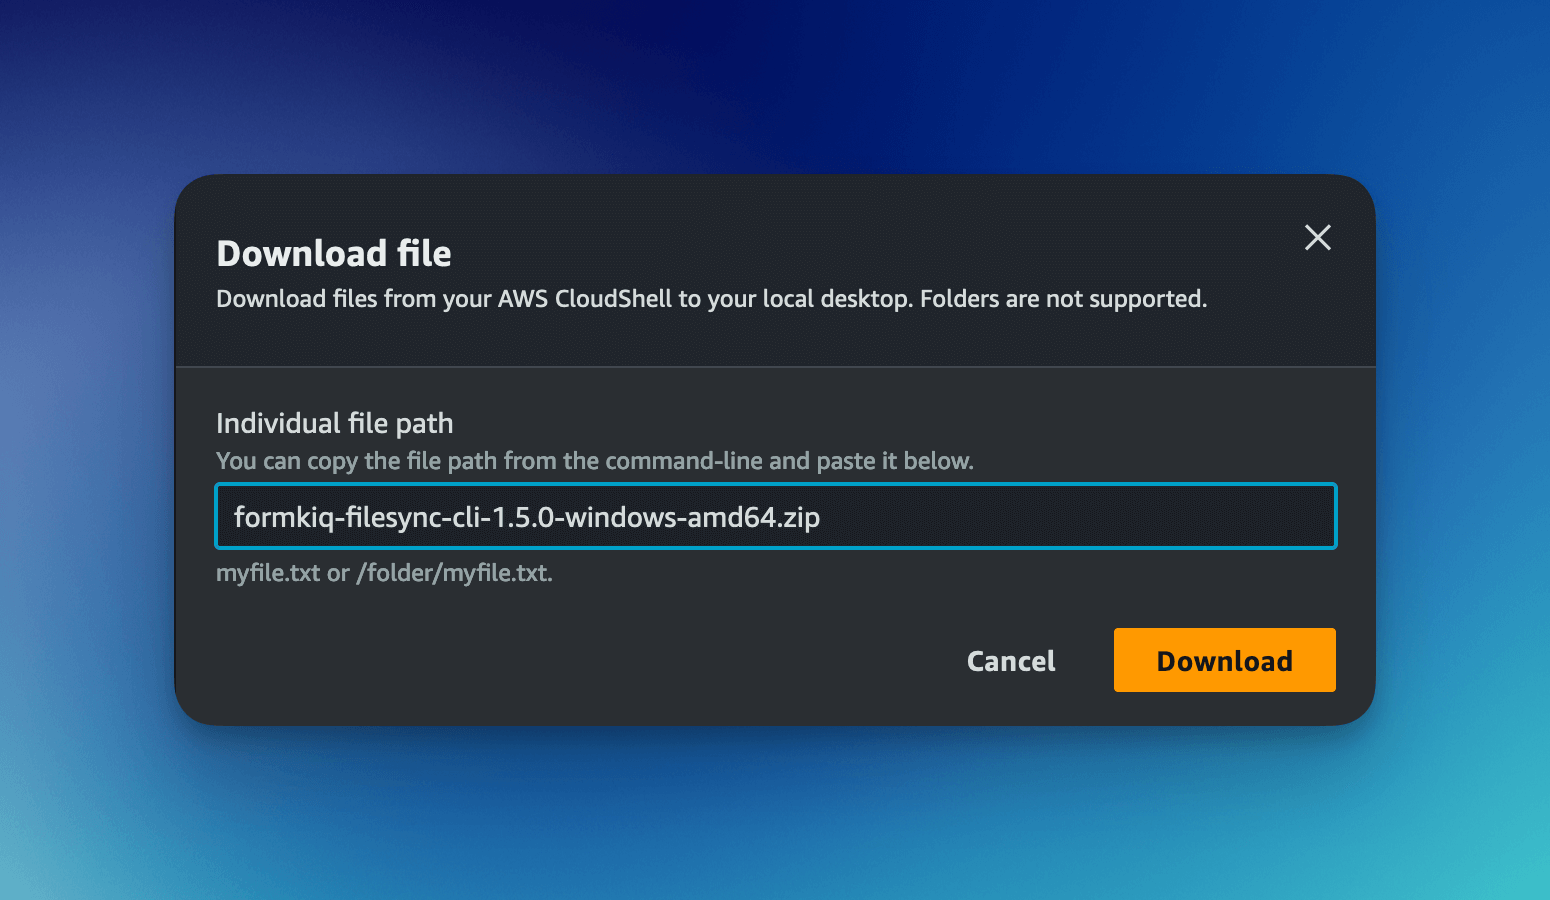 Download file
Download files from your AWS CloudShell to your local desktop. Folders are not supported.
Individual file path
You can copy the file path from the command-line and paste it below.
formkiq-filesync-cli-1.5.0-windows-amd64.zip
myfile.txt or /folder/myfile.txt.
Cancel
Download